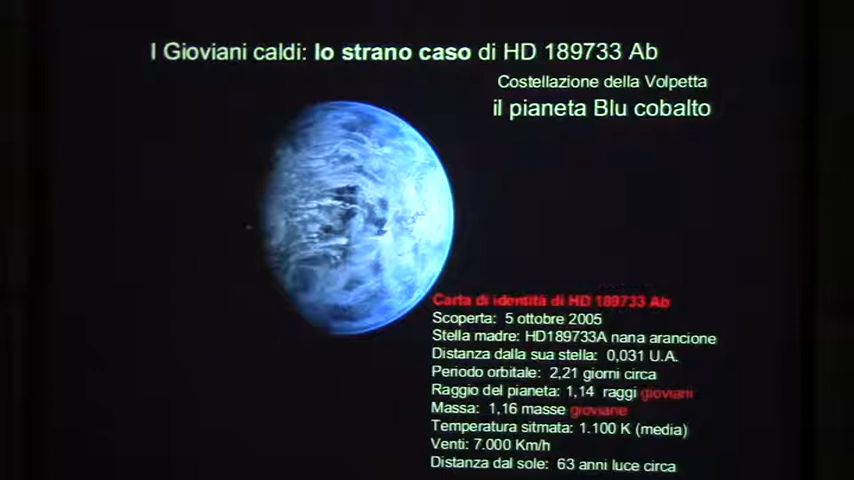 I Gioviani caldi: lo strano caso di HD 189733 Ab
Costellazione della Volpetta
il pianeta Blu cobalto
Carta di identità di HD 189733 Ab
Scoperta: 5 ottobre 2005
Stella madre: HD189733A nana arancione
Distanza dalla sua stella: 0,031 U.A.
Periodo orbitale: 2,21 giorni circa
Raggio del pianeta: 1,14 raggi gioviani
Massa: 1,16 masse gioviane
Temperatura sitmata: 1.100 K (media)
Venti: 7.000 Km/h
Distanza dal sole: 63 anni luce circa